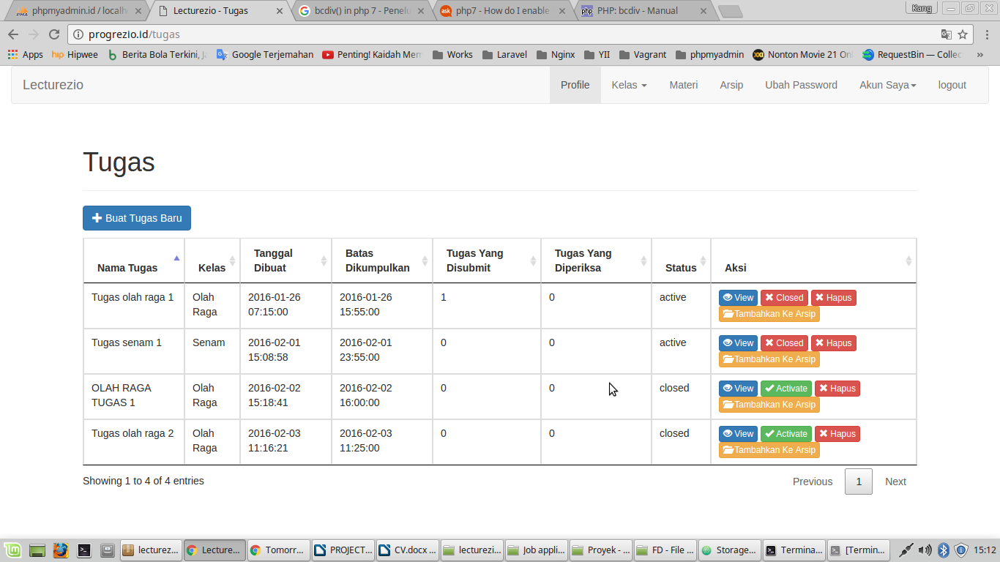 phpmyadmin.id / localh
Lecturezio - Tugas
bcdiv() in php 7 - Penelu
php7 - How do I enable
PHP: bcdiv - Manual
Kang
progrezio.id/tugas
Apps
Hipwee
Berita Bola Terkini, Ja
Google Terjemahan
Penting! Kaidah Mem
Works
Laravel
Nginx
YII
Vagrant
phpmyadmin
Nonton Movie 21 Onl
RequestBin — Collec
»
Lecturezio
Profile
Kelas
Materi
Arsip
Ubah Password
Akun Saya
logout
Tugas
Buat Tugas Baru
Nama Tugas
Kelas
Tanggal
Dibuat
Batas
Dikumpulkan
Tugas Yang
Disubmit
Tugas Yang
Diperiksa
Status
Aksi
Tugas olah raga 1
Olah
Raga
2016-01-26
07:15:00
2016-01-26
15:55:00
1
0
active
View
Closed
Hapus
Tambahkan Ke Arsip
Tugas senam 1
Senam
2016-02-01
15:08:58
2016-02-01
23:55:00
0
0
active
View
Closed
Hapus
Tambahkan Ke Arsip
OLAH RAGA
TUGAS 1
Olah
Raga
2016-02-02
15:18:41
2016-02-02
16:00:00
0
0
closed
View
Activate
Hapus
Tambahkan Ke Arsip
Tugas olah raga 2
Olah
Raga
2016-02-03
11:16:21
2016-02-03
11:25:00
0
0
closed
View
Activate
Hapus
Tambahkan Ke Arsip
Showing 1 to 4 of 4 entries
Previous
1
Next
lecturez...
Lecture...
Tomorr...
PROJECT...
CV.docx ...
lecturezi...
Job appli...
Proyek - ...
FD - File ...
Storage...
Termina...
[Termin...
15:12